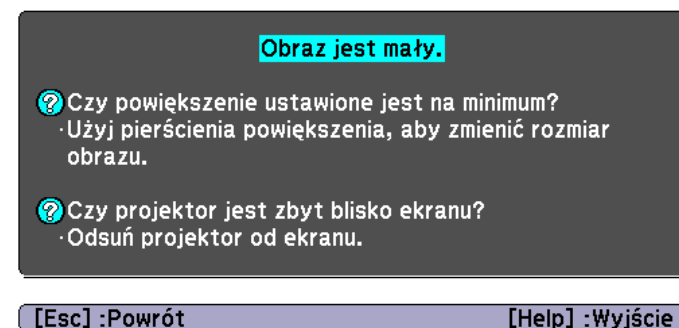 Obraz jest mały.
?Czy powiększenie ustawione jest na minimum?
·Użyj pierścienia powiększenia, aby zmienić rozmiar
obrazu.
?Czy projektor jest zbyt blisko ekranu?
·Odsuń projektor od ekranu.
[Esc] :Powrót [Help] :Wyjście